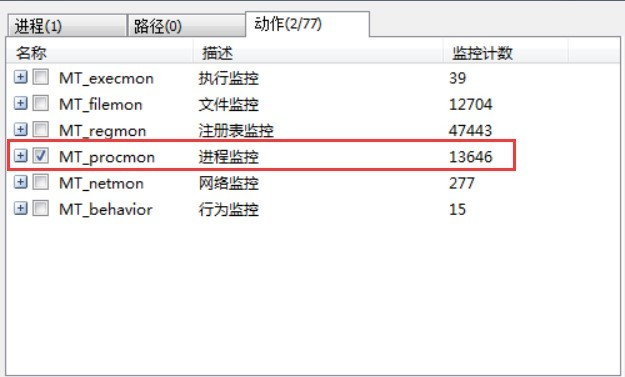 进程(1) 路径(0) 动作(2/77)
名称 描述 监控计数
MT_execmon 执行监控 39
MT_filemon 文件监控 12704
MT_regmon 注册表监控 47443
MT_procmon 进程监控 13646
MT_netmon 网络监控 277
MT_behavior 行为监控 15